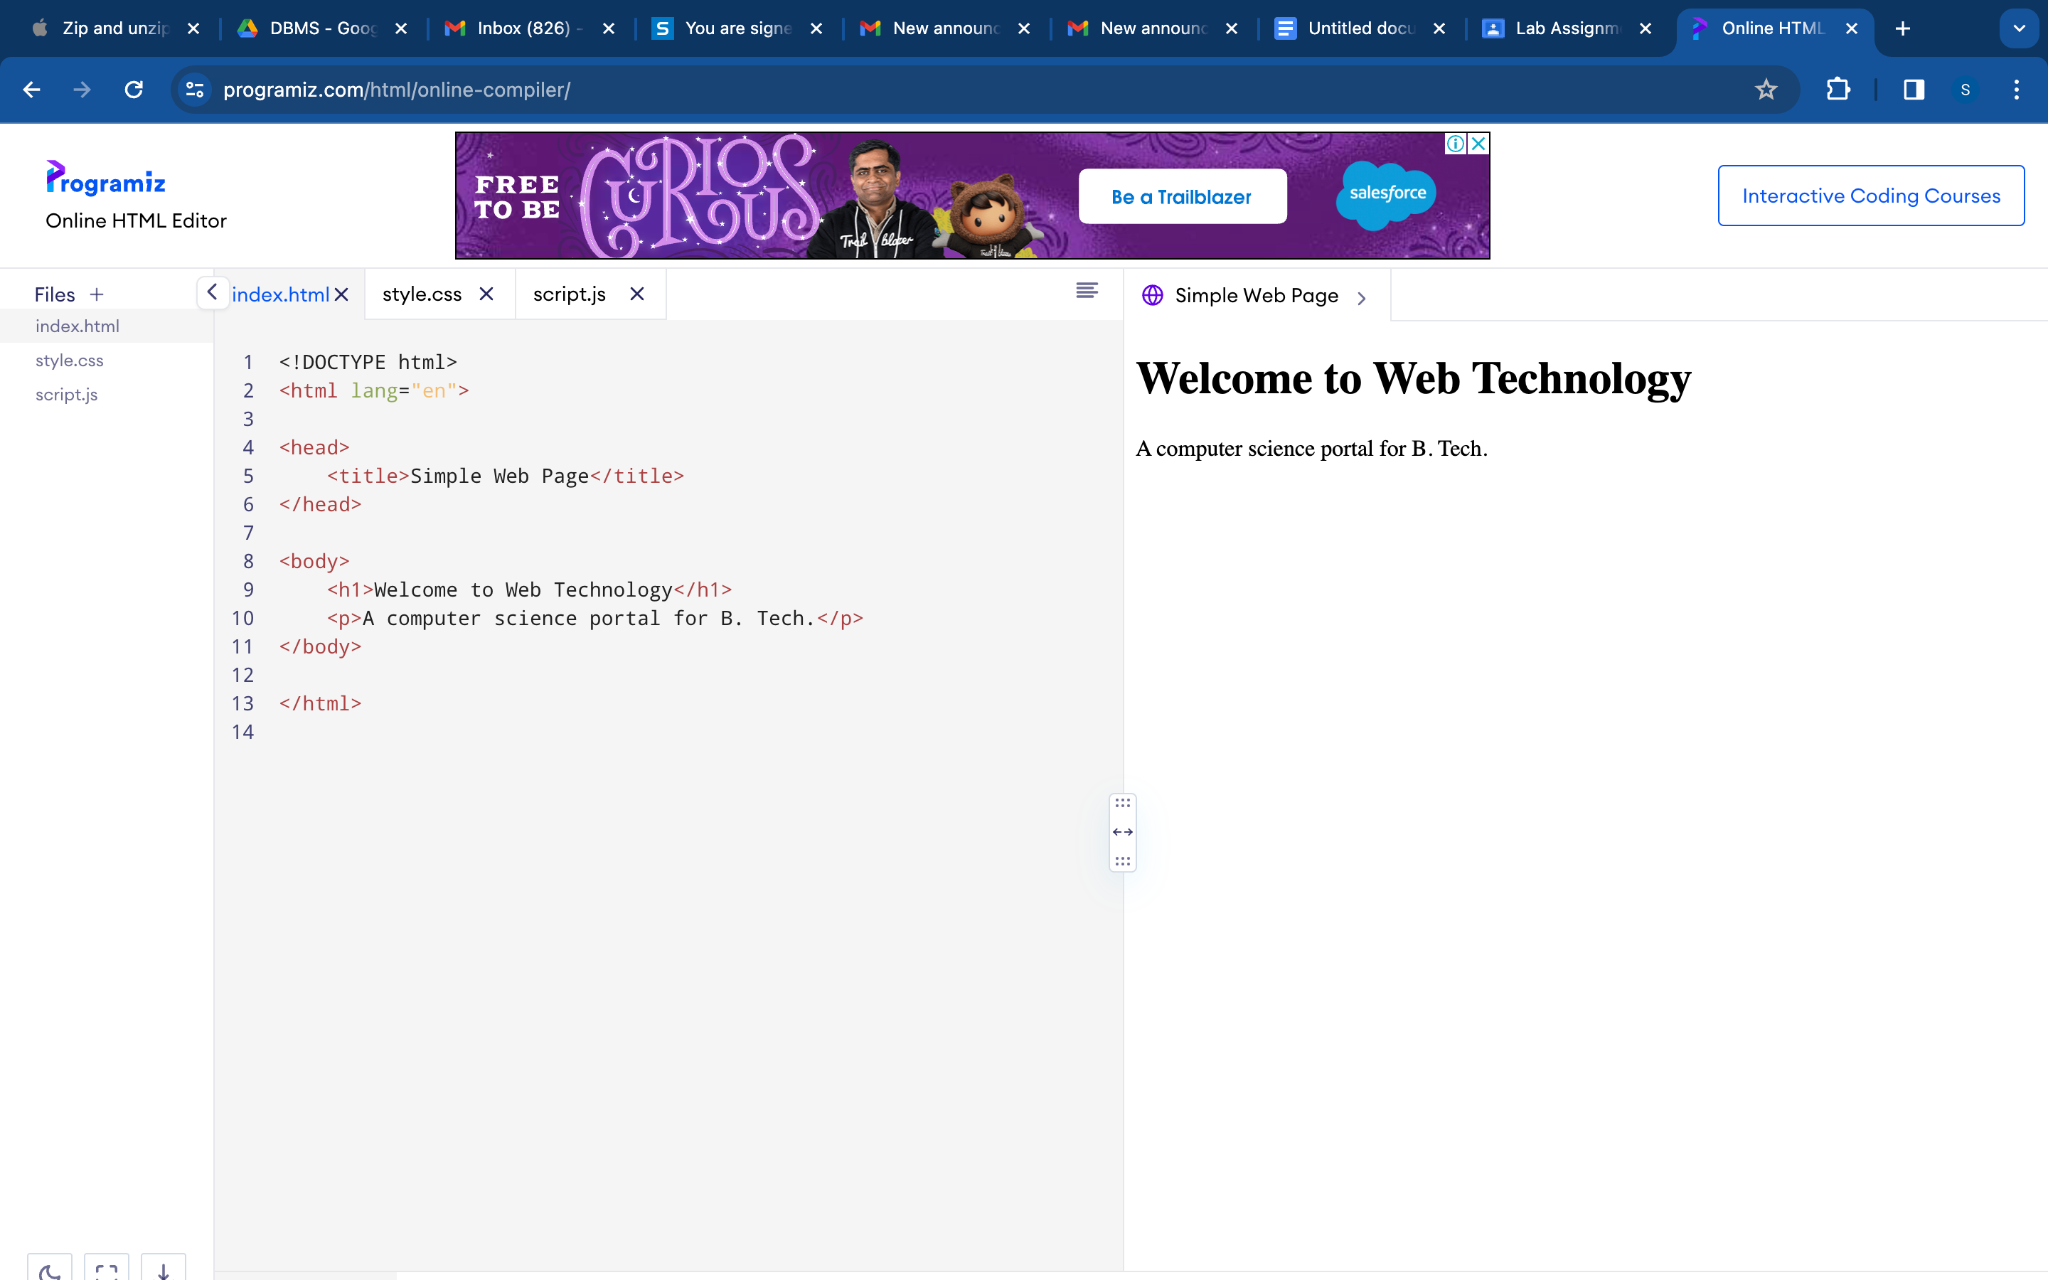 Zip and unzip
DBMS - Goog
Inbox (826) -
You are signe
New announc
New announc
Untitled docu
Lab Assignm
Online HTML
programiz.com/html/online-compiler/
S
Programiz
Online HTML Editor
FREE
TO BE
CURIOUS
Trailblazer
Be a Trailblazer
salesforce
Interactive Coding Courses
Files +
index.html
style.css
script.js
index.html
style.css
script.js
1 <!DOCTYPE html>
2 <html lang="en">
3
4 <head>
5     <title>Simple Web Page</title>
6 </head>
7
8 <body>
9     <h1>Welcome to Web Technology</h1>
10     <p>A computer science portal for B. Tech.</p>
11 </body>
12
13 </html>
14
Simple Web Page
Welcome to Web Technology
A computer science portal for B. Tech.